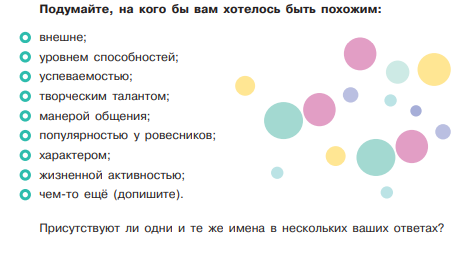 Подумайте, на кого бы вам хотелось быть похожим:
внешне;
уровнем способностей;
успеваемостью;
творческим талантом;
манерой общения;
популярностью у ровесников;
характером;
жизненной активностью;
чем-то ещё (допишите).
Присутствуют ли одни и те же имена в нескольких ваших ответах?